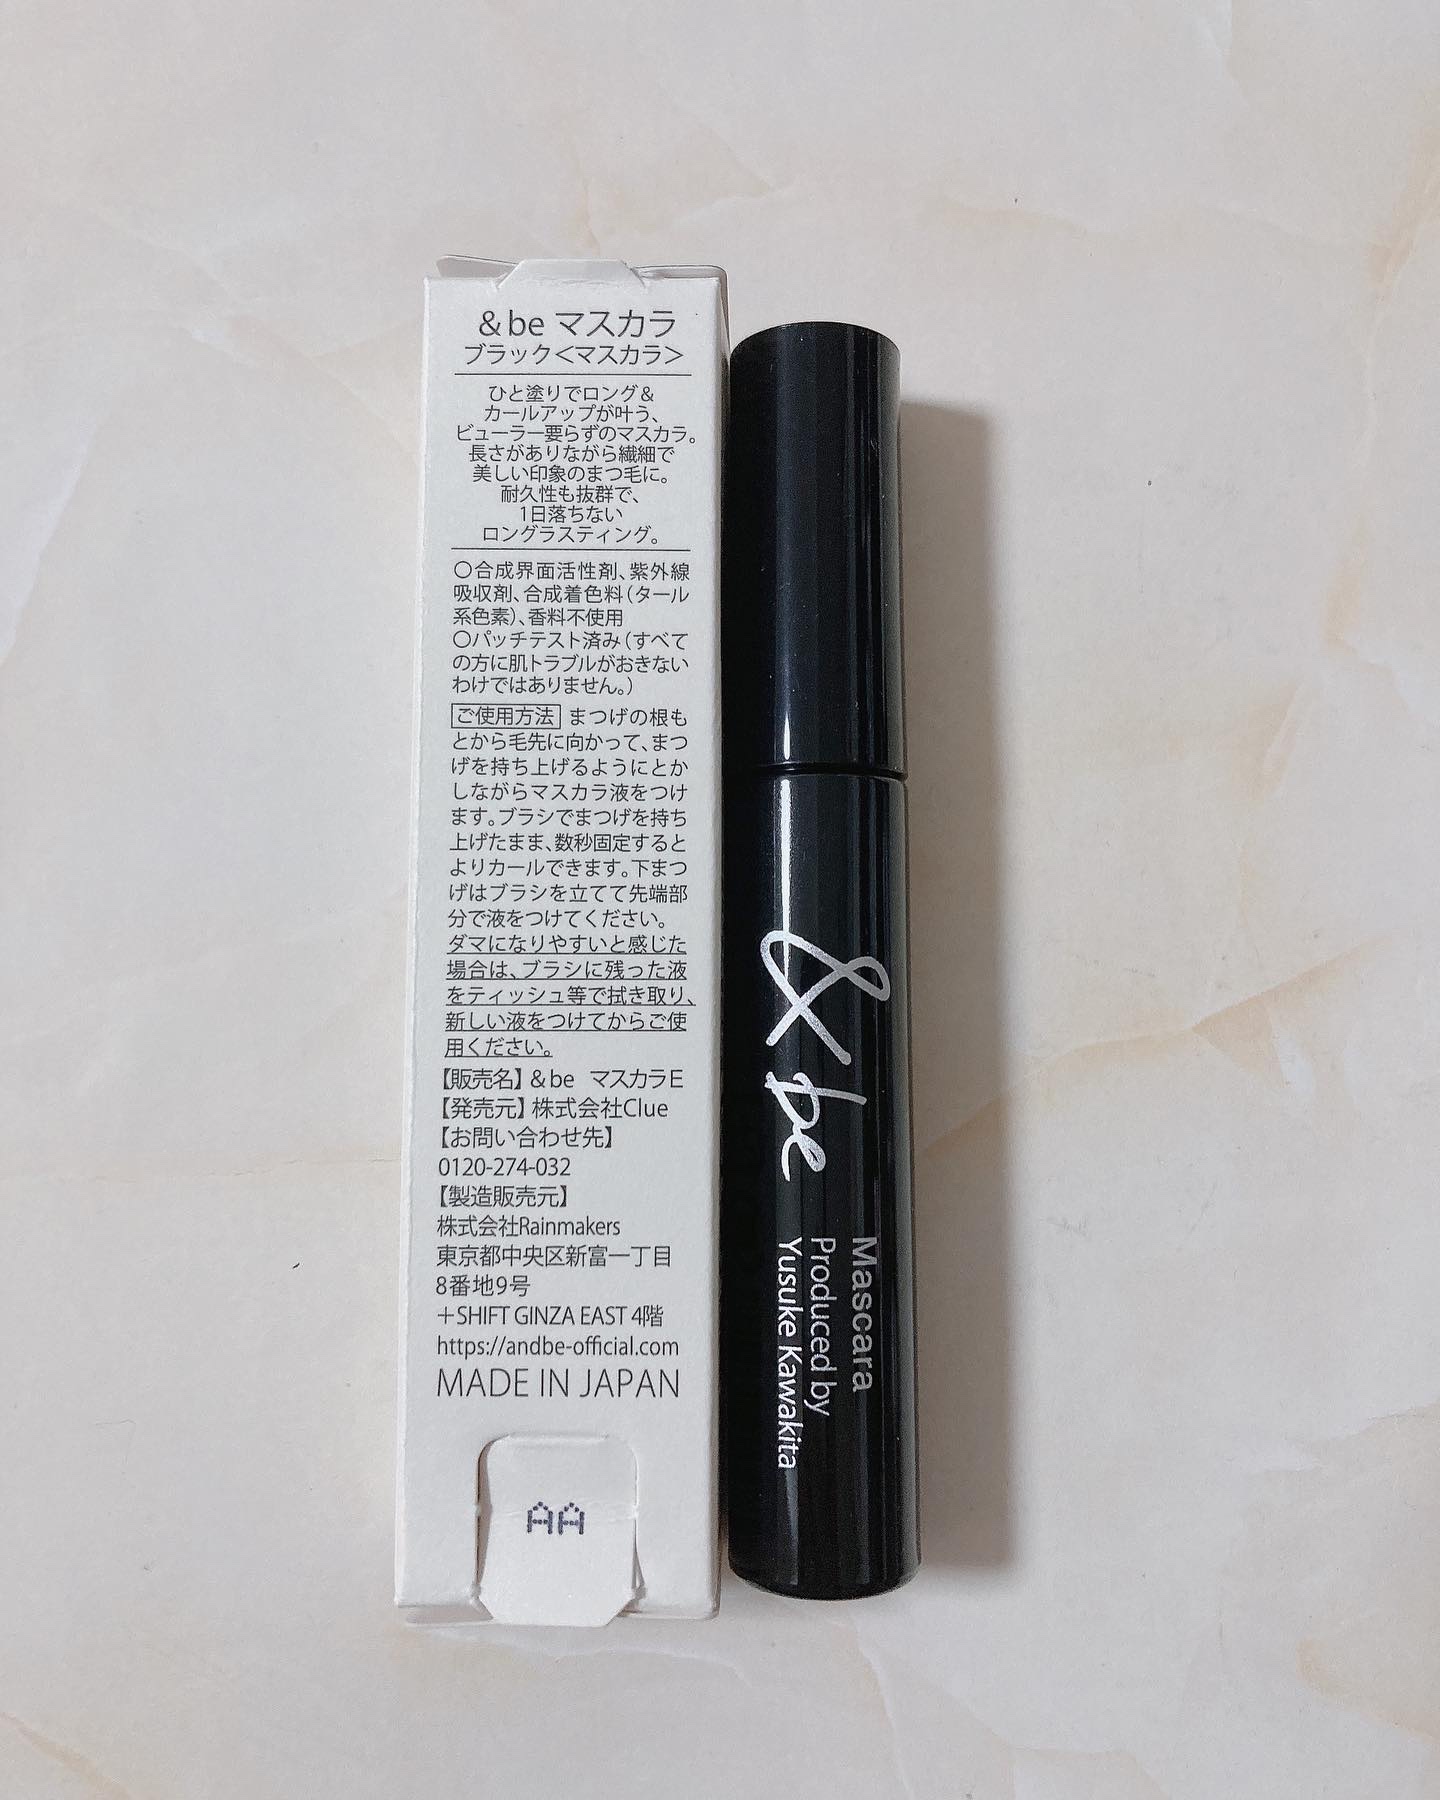 &be マスカラ
ブラック<マスカラ>
ひと塗りでロング&
カールアップが叶う、
ビューラー要らずのマスカラ。
長さがありながら繊細で
美しい印象のまつ毛に。
耐久性も抜群で、
1日落ちない
ロングラスティング。
○合成界面活性剤、紫外線
吸収剤、合成着色料(タール
系色素)、香料不使用
○パッチテスト済み(すべて
の方に肌トラブルがおきない
わけではありません。)
ご使用方法 まつげの根も
とから毛先に向かって、まつ
げを持ち上げるようにとか
しながらマスカラ液をつけ
ます。ブラシでまつげを持ち
上げたまま、数秒固定すると
よりカールできます。下まつ
げはブラシを立てて先端部
分で液をつけてください。
ダマになりやすいと感じた
場合は、ブラシに残った液
をティッシュ等で拭き取り、
新しい液をつけてからご使
用ください。
【販売名】&be マスカラE
【発売元】株式会社Clue
【お問い合わせ先】
0120-274-032
【製造販売元】
株式会社Rainmakers
東京都中央区新富一丁目
8番地9号
+SHIFT GINZA EAST 4階
https://andbe-official.com
MADE IN JAPAN
AA
&be
Mascara
Produced by
Yusuke Kawakita